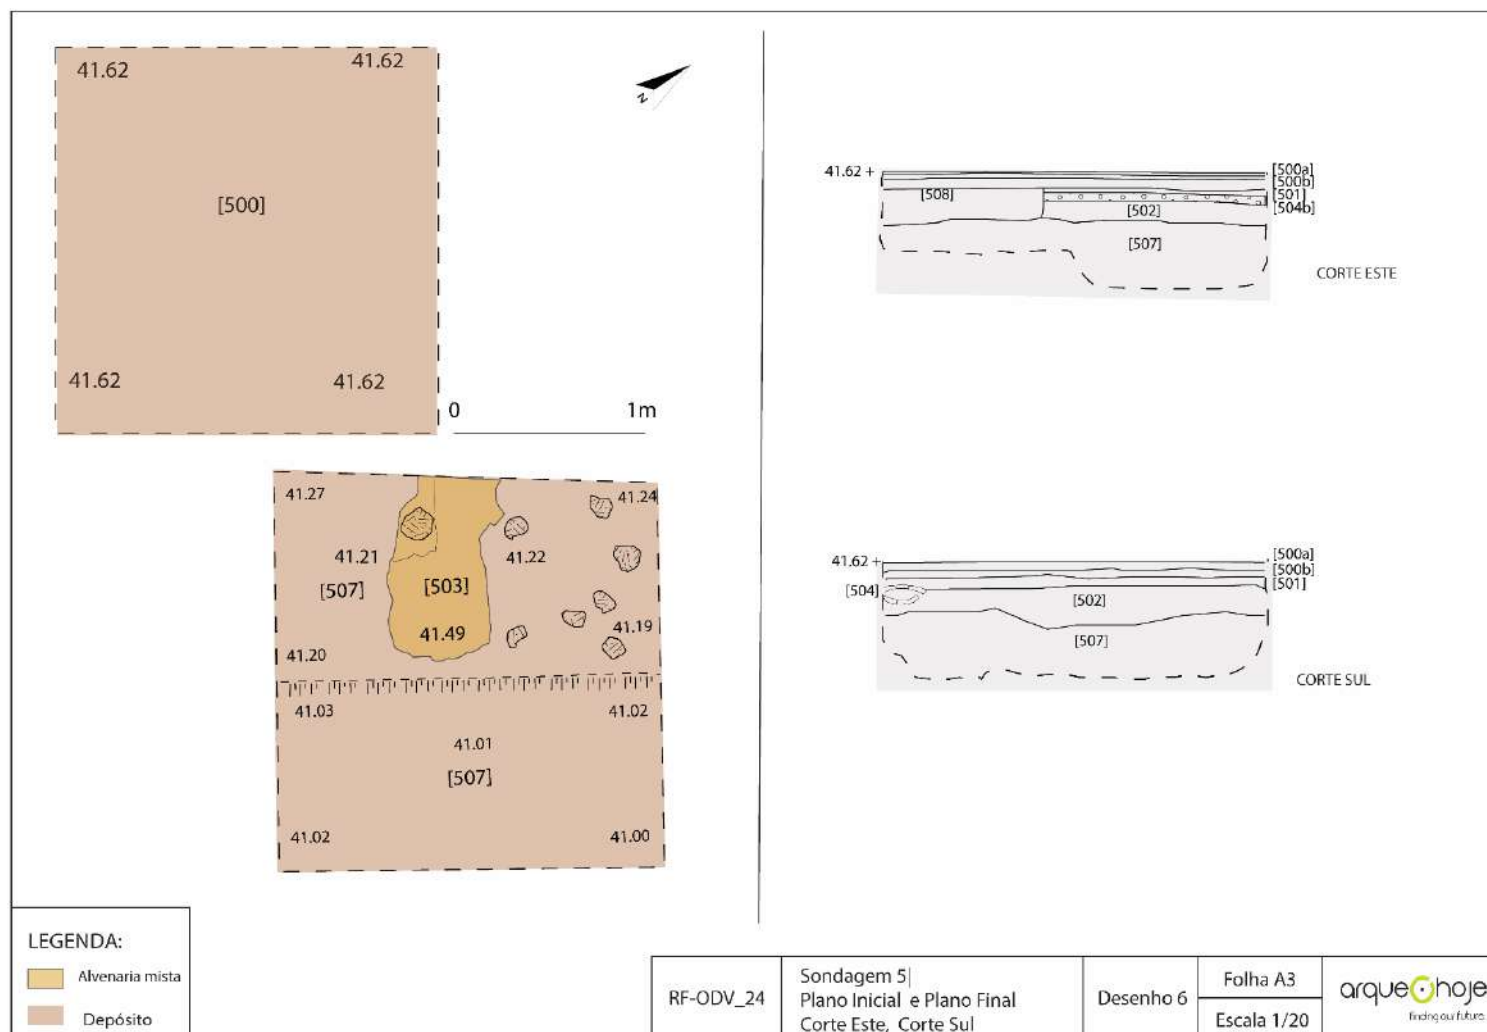 41.62 41.62
[500]
41.62 41.62
0 1m
N
41.27 41.24
41.21 41.22
[507] [503]
41.49 41.19
41.20
41.03 41.02
41.01
[507]
41.02 41.00
41.62 +
[500a]
[500b]
[508] [501]
[502] [504b]
[507]
CORTE ESTE
41.62 +
[500a]
[500b]
[504] [501]
[502]
[507]
CORTE SUL
LEGENDA:
Alvenaria mista
Depósito
RF-ODV_24
Sondagem 5|
Plano Inicial e Plano Final
Corte Este, Corte Sul
Desenho 6
Folha A3
Escala 1/20
arqueohoje
finding our future.